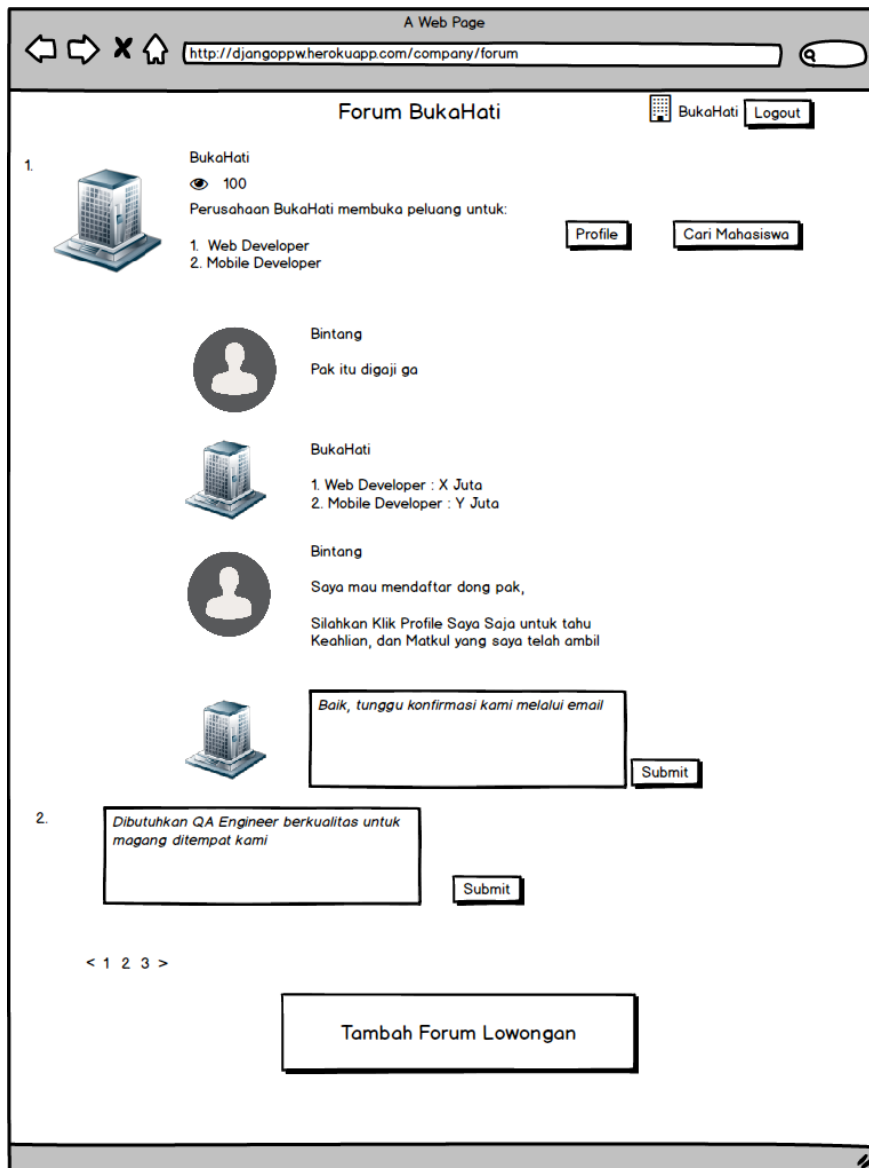 A Web Page
http://djangoppw.herokuapp.com/company/forum
Forum BukaHati
BukaHati
Logout
1.
BukaHati
100
Perusahaan BukaHati membuka peluang untuk:
1. Web Developer
2. Mobile Developer
Profile
Cari Mahasiswa
Bintang
Pak itu digaji ga
BukaHati
1. Web Developer : X Juta
2. Mobile Developer : Y Juta
Bintang
Saya mau mendaftar dong pak,
Silahkan Klik Profile Saya Saja untuk tahu
Keahlian, dan Matkul yang saya telah ambil
Baik, tunggu konfirmasi kami melalui email
Submit
2.
Dibutuhkan QA Engineer berkualitas untuk
magang ditempat kami
Submit
< 1 2 3 >
Tambah Forum Lowongan